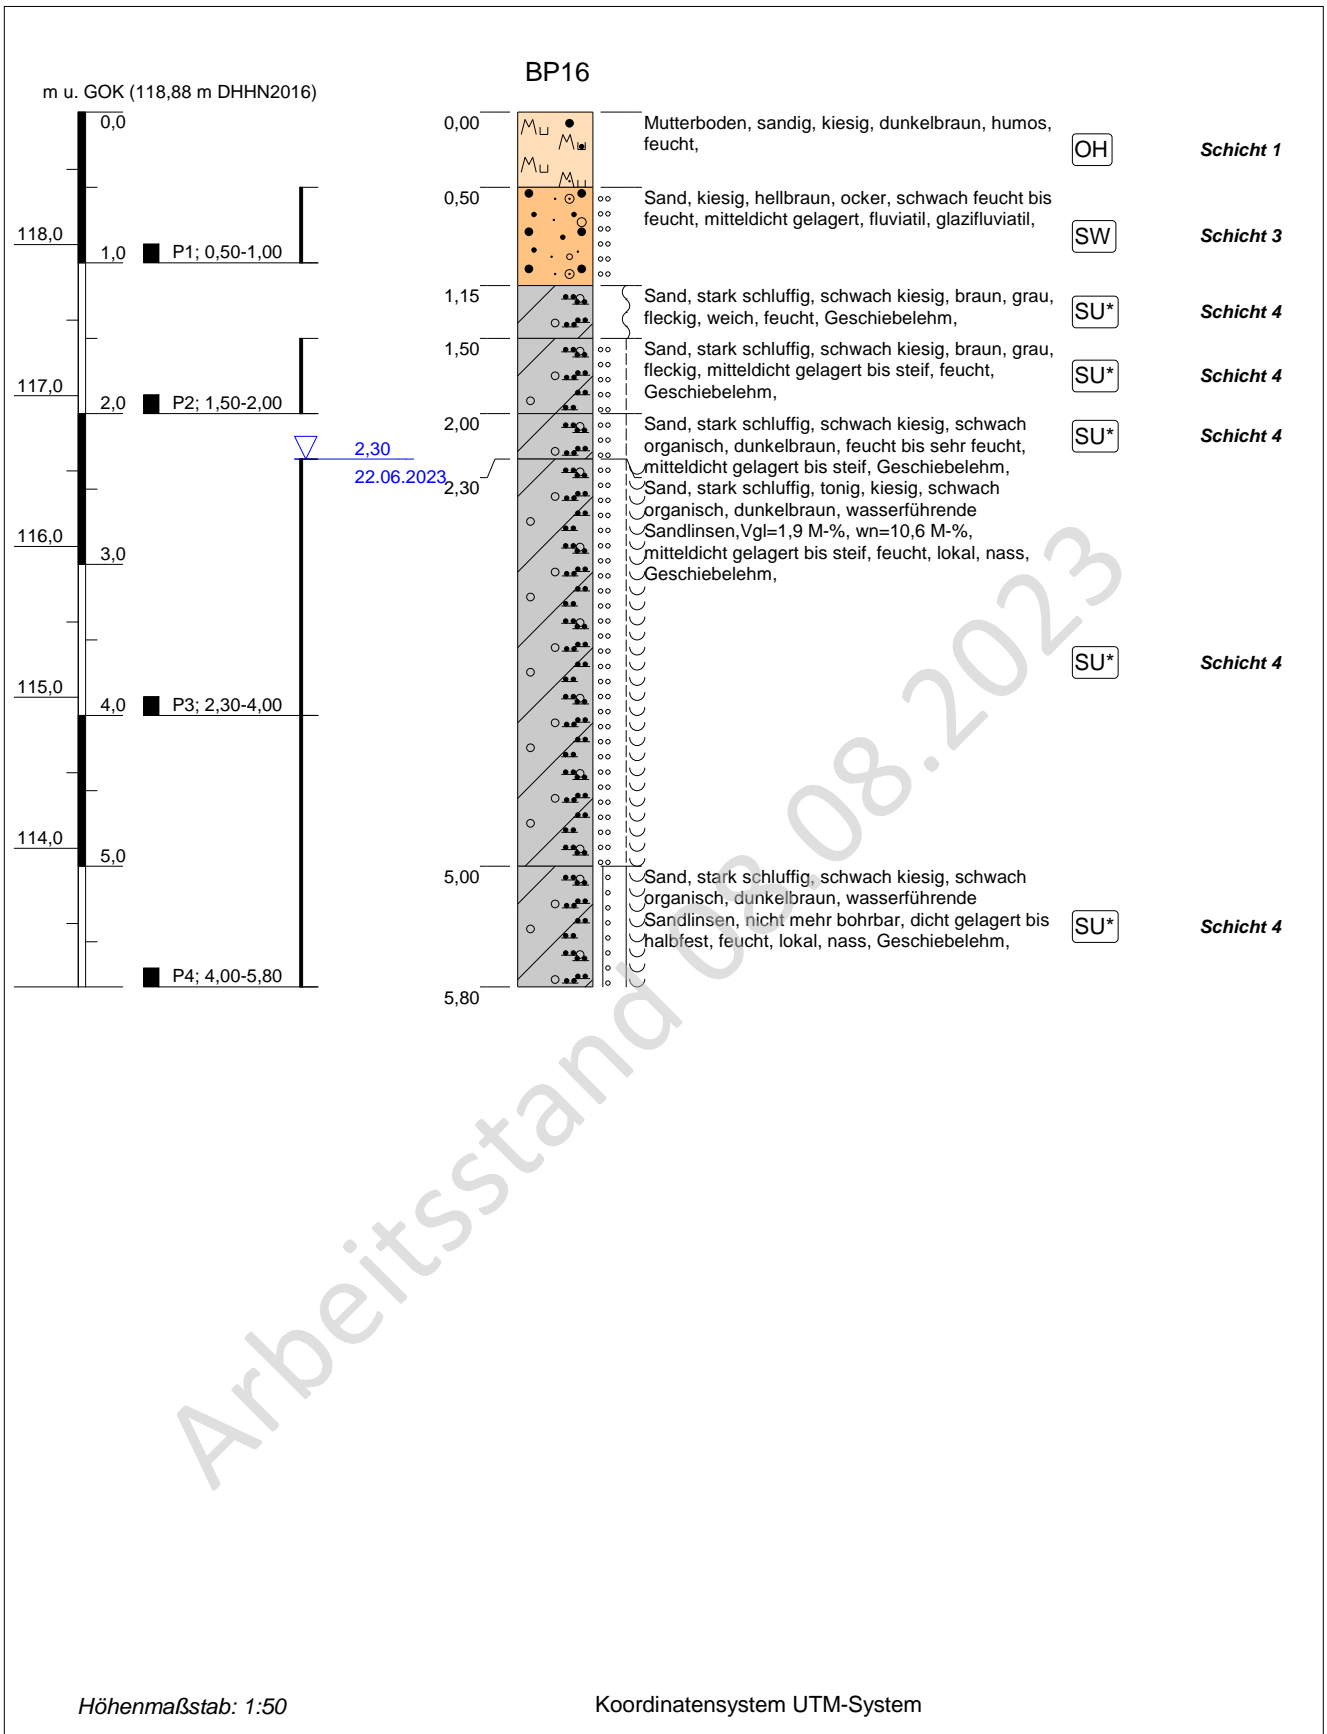 BP16
m u. GOK (118,88 m DHHN2016)
0,0
118,0
1,0
P1; 0,50-1,00
117,0
2,0
P2; 1,50-2,00
2,30
22.06.2023
116,0
3,0
115,0
4,0
P3; 2,30-4,00
114,0
5,0
P4; 4,00-5,80
0,00
Mutterboden, sandig, kiesig, dunkelbraun, humos,
feucht,
OH
Schicht 1
0,50
Sand, kiesig, hellbraun, ocker, schwach feucht bis
feucht, mitteldicht gelagert, fluviatil, glazifluviatil,
SW
Schicht 3
1,15
Sand, stark schluffig, schwach kiesig, braun, grau,
fleckig, weich, feucht, Geschiebelehm,
SU*
Schicht 4
1,50
Sand, stark schluffig, schwach kiesig, braun, grau,
fleckig, mitteldicht gelagert bis steif, feucht,
Geschiebelehm,
SU*
Schicht 4
2,00
Sand, stark schluffig, schwach kiesig, schwach
organisch, dunkelbraun, feucht bis sehr feucht,
mitteldicht gelagert bis steif, Geschiebelehm,
SU*
Schicht 4
2,30
Sand, stark schluffig, tonig, kiesig, schwach
organisch, dunkelbraun, wasserführende
Sandlinsen,Vgl=1,9 M-%, wn=10,6 M-%,
mitteldicht gelagert bis steif, feucht, lokal, nass,
Geschiebelehm,
SU*
Schicht 4
5,00
Sand, stark schluffig, schwach kiesig, schwach
organisch, dunkelbraun, wasserführende
Sandlinsen, nicht mehr bohrbar, dicht gelagert bis
halbfest, feucht, lokal, nass, Geschiebelehm,
SU*
Schicht 4
5,80
Arbeitsstand 08.08.2023
Höhenmaßstab: 1:50
Koordinatensystem UTM-System